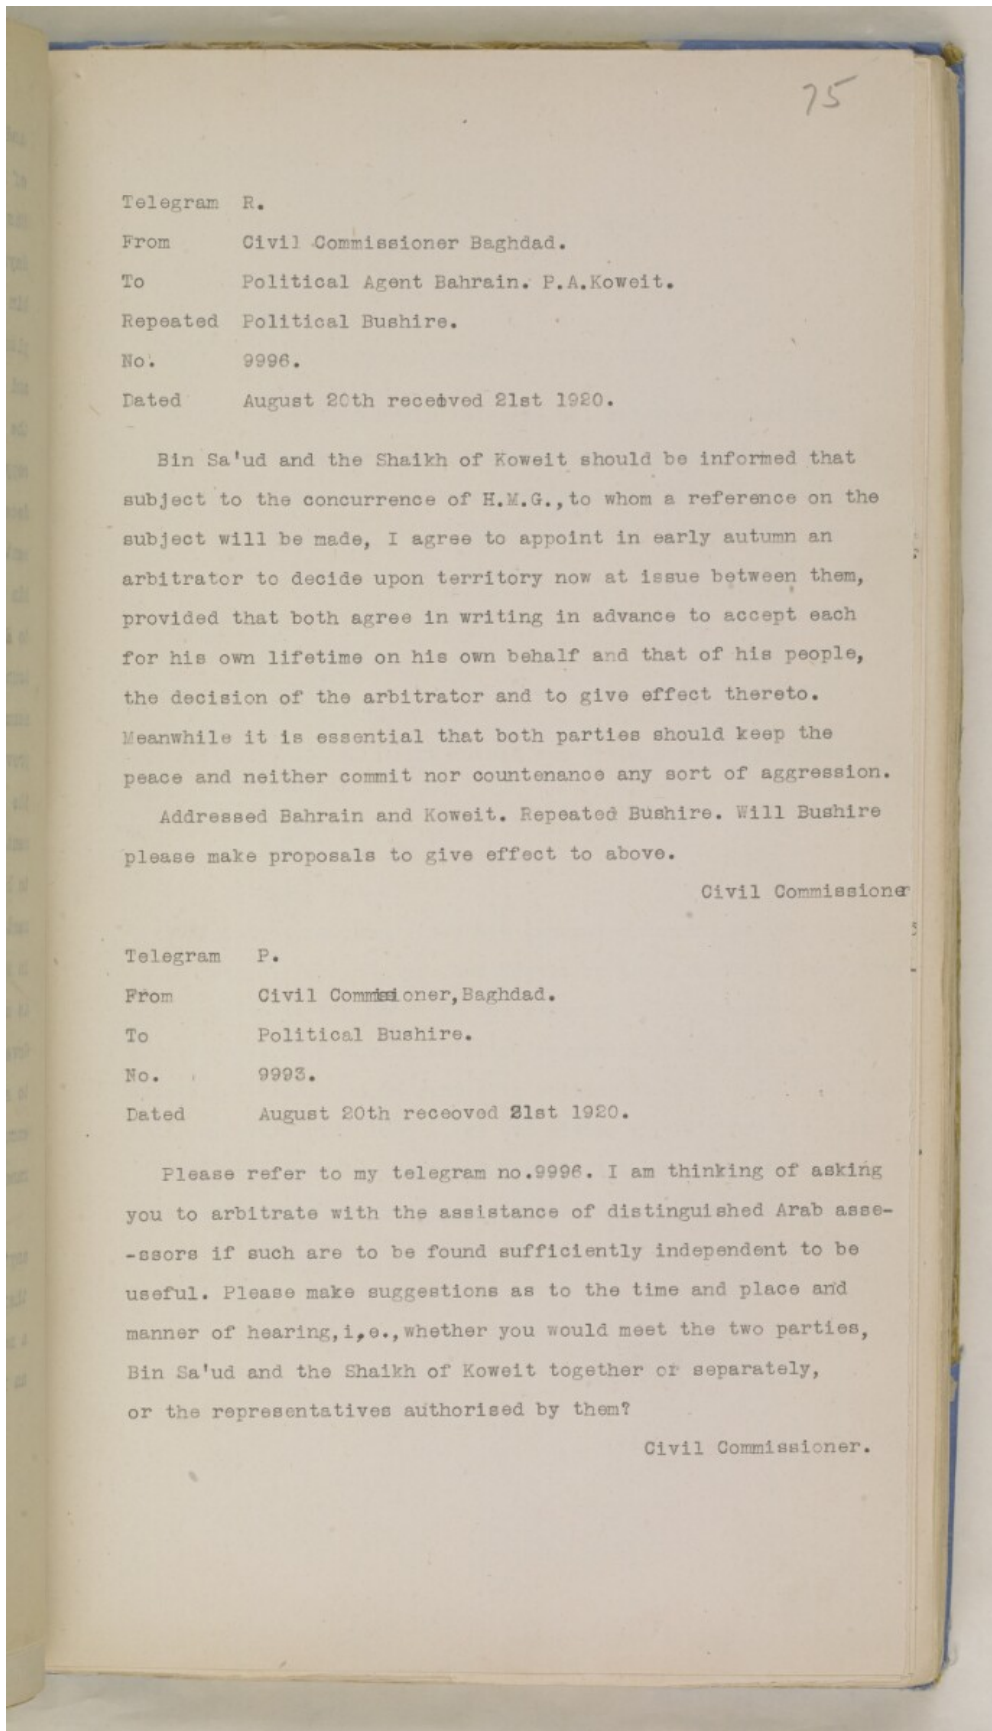 75
Telegram R.
From Civil Commissioner Baghdad.
To Political Agent Bahrain. P.A.Koweit.
Repeated Political Bushire.
No. 9996.
Dated August 20th received 21st 1920.
Bin Sa'ud and the Shaikh of Koweit should be informed that
subject to the concurrence of H.M.G.,to whom a reference on the
subject will be made, I agree to appoint in early autumn an
arbitrator to decide upon territory now at issue between them,
provided that both agree in writing in advance to accept each
for his own lifetime on his own behalf and that of his people,
the decision of the arbitrator and to give effect thereto.
Meanwhile it is essential that both parties should keep the
peace and neither commit nor countenance any sort of aggression.
Addressed Bahrain and Koweit. Repeated Bushire. Will Bushire
please make proposals to give effect to above.
Civil Commissioner
Telegram P.
From Civil Commissioner,Baghdad.
To Political Bushire.
No. 9993.
Dated August 20th receoved 21st 1920.
Please refer to my telegram no.9996. I am thinking of asking
you to arbitrate with the assistance of distinguished Arab asse-
-ssors if such are to be found sufficiently independent to be
useful. Please make suggestions as to the time and place and
manner of hearing,i,e.,whether you would meet the two parties,
Bin Sa'ud and the Shaikh of Koweit together or separately,
or the representatives authorised by them?
Civil Commissioner.